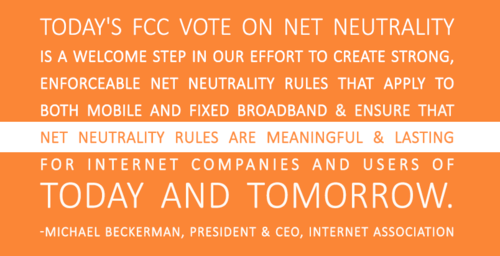 TODAY'S FCC VOTE ON NET NEUTRALITY
IS A WELCOME STEP IN OUR EFFORT TO CREATE STRONG,
ENFORCEABLE NET NEUTRALITY RULES THAT APPLY TO
BOTH MOBILE AND FIXED BROADBAND & ENSURE THAT
NET NEUTRALITY RULES ARE MEANINGFUL & LASTING
FOR INTERNET COMPANIES AND USERS OF
TODAY AND TOMORROW.
-MICHAEL BECKERMAN, PRESIDENT & CEO, INTERNET ASSOCIATION